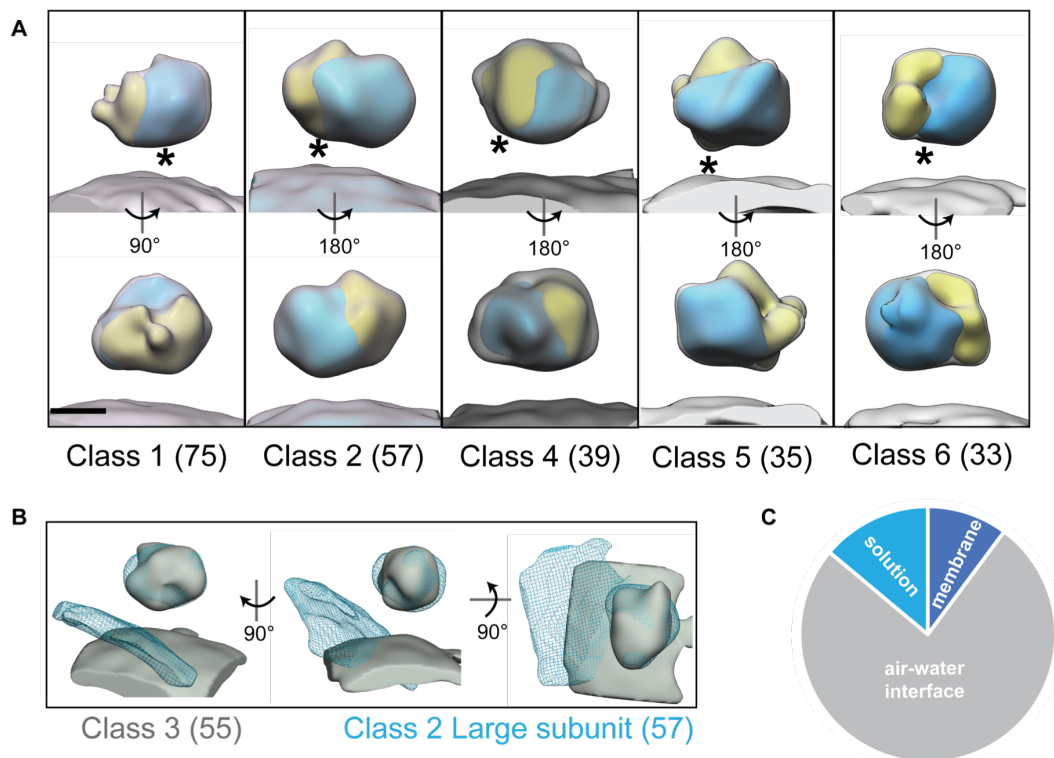 A
*
*
*
*
*
90°
180°
180°
180°
180°
Class 1 (75)
Class 2 (57)
Class 4 (39)
Class 5 (35)
Class 6 (33)
B
90°
90°
Class 3 (55)
Class 2 Large subunit (57)
C
solution
membrane
air-water
interface